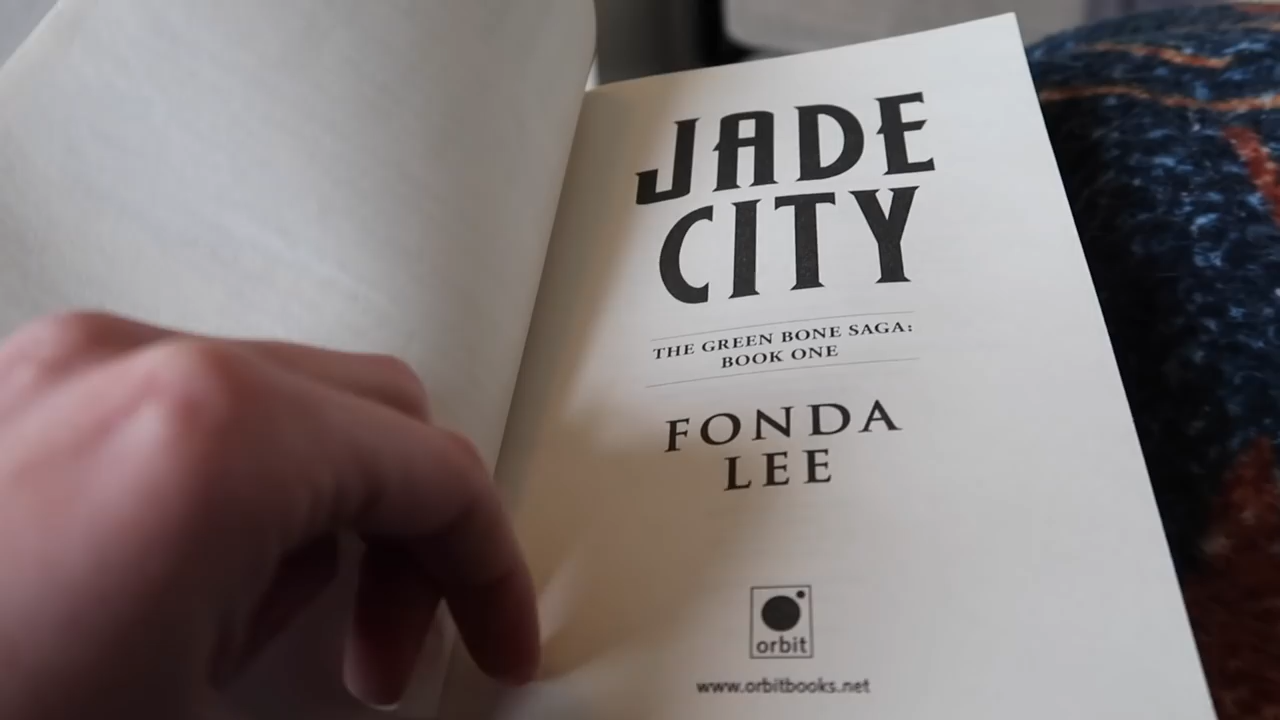 JADE
CITY
THE GREEN BONE SAGA:
BOOK ONE
FONDA
LEE
orbit
www.orbitbooks.net